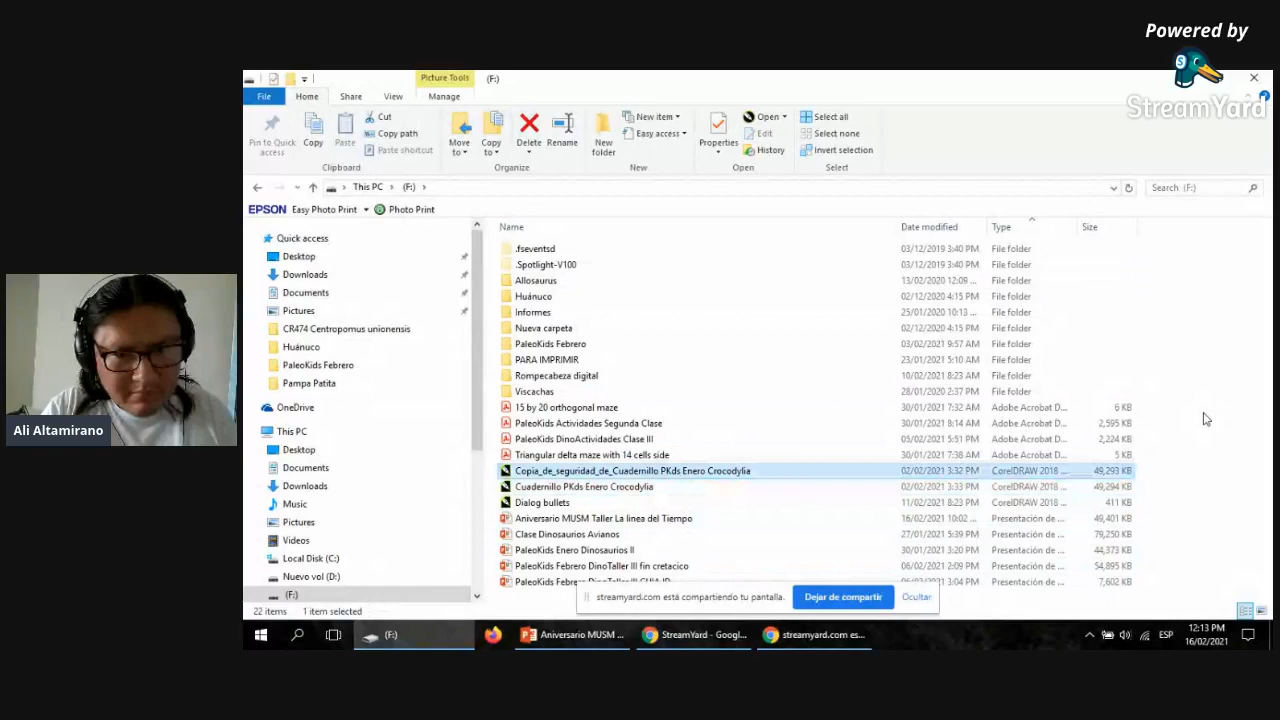 Powered by
StreamYard
Picture Tools (F:)
File Home Share View Manage
Pin to Quick access
Copy
Paste
Cut
Copy path
Paste shortcut
Clipboard
Move to
Copy to
Delete
Rename
Organize
New folder
New item
Easy access
New
Properties
Open
Edit
History
Open
Select all
Select none
Invert selection
Select
This PC (F:)
Search (F:)
EPSON Easy Photo Print Photo Print
Quick access
Desktop
Downloads
Documents
Pictures
CR474 Centropomus unionensis
Huánuco
PaleoKids Febrero
Pampa Patita
OneDrive
This PC
Desktop
Documents
Downloads
Music
Pictures
Videos
Local Disk (C:)
Nuevo vol (D:)
(F:)
Name Date modified Type Size
.fseventsd 03/12/2019 3:40 PM File folder
.Spotlight-V100 03/12/2019 3:40 PM File folder
Allosaurus 13/02/2020 12:09 ... File folder
Huánuco 02/12/2020 4:15 PM File folder
Informes 25/01/2020 10:13 ... File folder
Nueva carpeta 02/12/2020 4:15 PM File folder
PaleoKids Febrero 03/02/2021 9:57 AM File folder
PARA IMPRIMIR 23/01/2021 5:10 AM File folder
Rompecabeza digital 10/02/2021 8:23 AM File folder
Viscachas 28/01/2020 2:37 PM File folder
15 by 20 orthogonal maze 30/01/2021 7:32 AM Adobe Acrobat D... 6 KB
PaleoKids Actividades Segunda Clase 30/01/2021 8:14 AM Adobe Acrobat D... 2,595 KB
PaleoKids DinoActividades Clase III 05/02/2021 5:51 PM Adobe Acrobat D... 2,224 KB
Triangular delta maze with 14 cells side 30/01/2021 7:38 AM Adobe Acrobat D... 5 KB
Copia_de_seguridad_de_Cuadernillo PKds Enero Crocodylia 02/02/2021 3:32 PM CorelDRAW 2018 ... 49,293 KB
Cuadernillo PKds Enero Crocodylia 02/02/2021 3:33 PM CorelDRAW 2018 ... 49,294 KB
Dialog bullets 11/02/2021 8:23 PM CorelDRAW 2018 ... 411 KB
Aniversario MUSM Taller La linea del Tiempo 16/02/2021 10:02 ... Presentación de ... 49,401 KB
Clase Dinosaurios Avianos 27/01/2021 5:39 PM Presentación de ... 79,250 KB
PaleoKids Enero Dinosaurios II 30/01/2021 3:20 PM Presentación de ... 44,373 KB
PaleoKids Febrero DinoTaller III fin cretacico 06/02/2021 2:09 PM Presentación de ... 54,895 KB
3:04 PM Presentación de ... 7,602 KB
streamyard.com está compartiendo tu pantalla. Dejar de compartir Ocultar
22 items 1 item selected
(F:) Aniversario MUSM ... StreamYard - Googl... streamyard.com es... ESP
12:13 PM
16/02/2021
Ali Altamirano